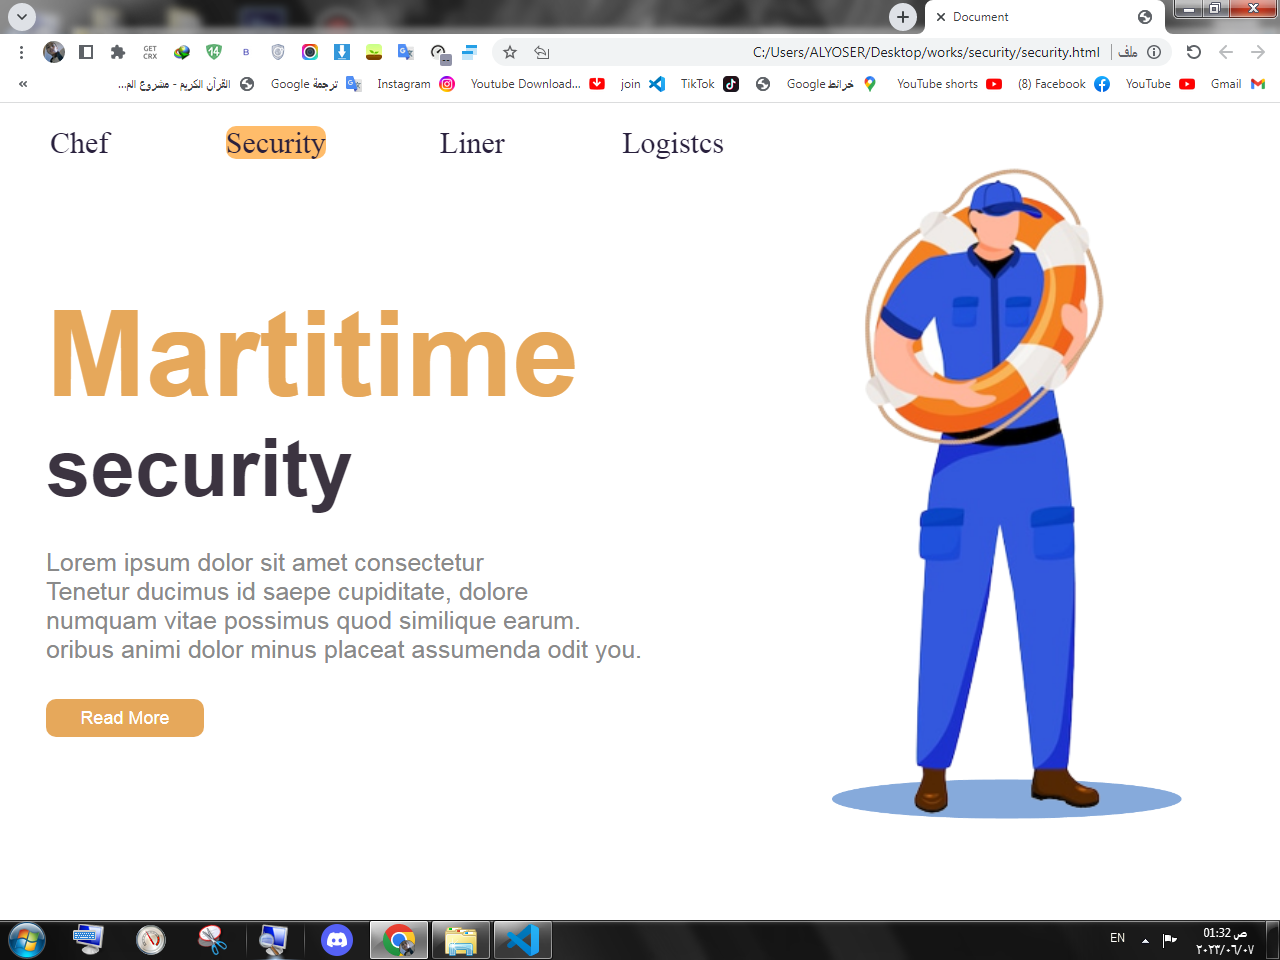 Document
C:/Users/ALYOSER/Desktop/works/security/security.html
ملف
GET
CRX
14
B
القرآن الكريم - مشروع الم...
ترجمة Google
Instagram
Youtube Download...
join
TikTok
خرائط Google
YouTube shorts
(8) Facebook
YouTube
Gmail
Chef
Security
Liner
Logistcs
Martitime
security
Lorem ipsum dolor sit amet consectetur
Tenetur ducimus id saepe cupiditate, dolore
numquam vitae possimus quod similique earum.
oribus animi dolor minus placeat assumenda odit you.
Read More
EN
01:32 ص
٢٠٢٣/٠٦/٠٧